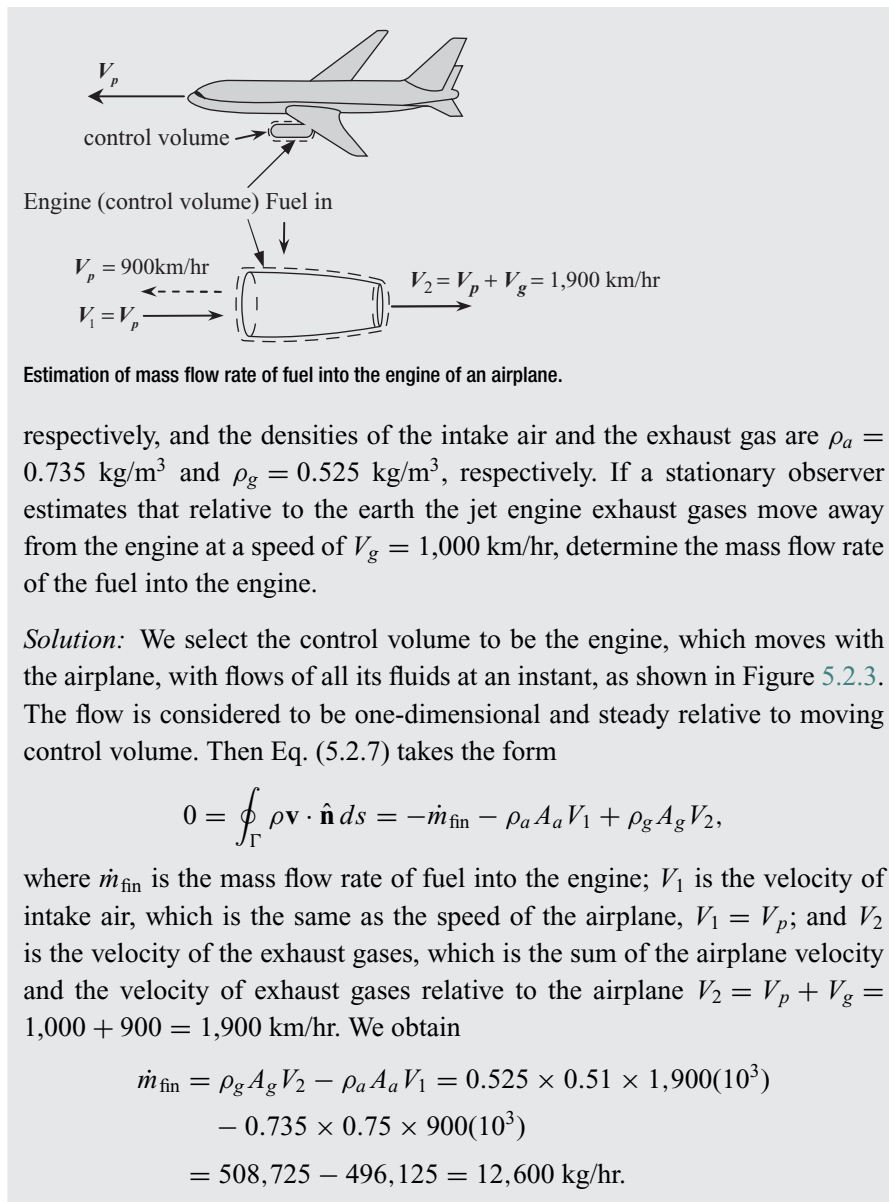 V_p
control volume
Engine (control volume) Fuel in
V_p = 900km/hr
V_1 = V_p
V_2 = V_p + V_g = 1,900 km/hr
Estimation of mass flow rate of fuel into the engine of an airplane.
respectively, and the densities of the intake air and the exhaust gas are ρ_a =
0.735 kg/m³ and ρ_g = 0.525 kg/m³, respectively. If a stationary observer
estimates that relative to the earth the jet engine exhaust gases move away
from the engine at a speed of V_g = 1,000 km/hr, determine the mass flow rate
of the fuel into the engine.
Solution: We select the control volume to be the engine, which moves with
the airplane, with flows of all its fluids at an instant, as shown in Figure 5.2.3.
The flow is considered to be one-dimensional and steady relative to moving
control volume. Then Eq. (5.2.7) takes the form
0 = ∮_Γ ρv · n̂ ds = −ṁ_fin − ρ_a A_a V_1 + ρ_g A_g V_2,
where ṁ_fin is the mass flow rate of fuel into the engine; V_1 is the velocity of
intake air, which is the same as the speed of the airplane, V_1 = V_p; and V_2
is the velocity of the exhaust gases, which is the sum of the airplane velocity
and the velocity of exhaust gases relative to the airplane V_2 = V_p + V_g =
1,000 + 900 = 1,900 km/hr. We obtain
ṁ_fin = ρ_g A_g V_2 − ρ_a A_a V_1 = 0.525 × 0.51 × 1,900(10³)
− 0.735 × 0.75 × 900(10³)
= 508,725 − 496,125 = 12,600 kg/hr.